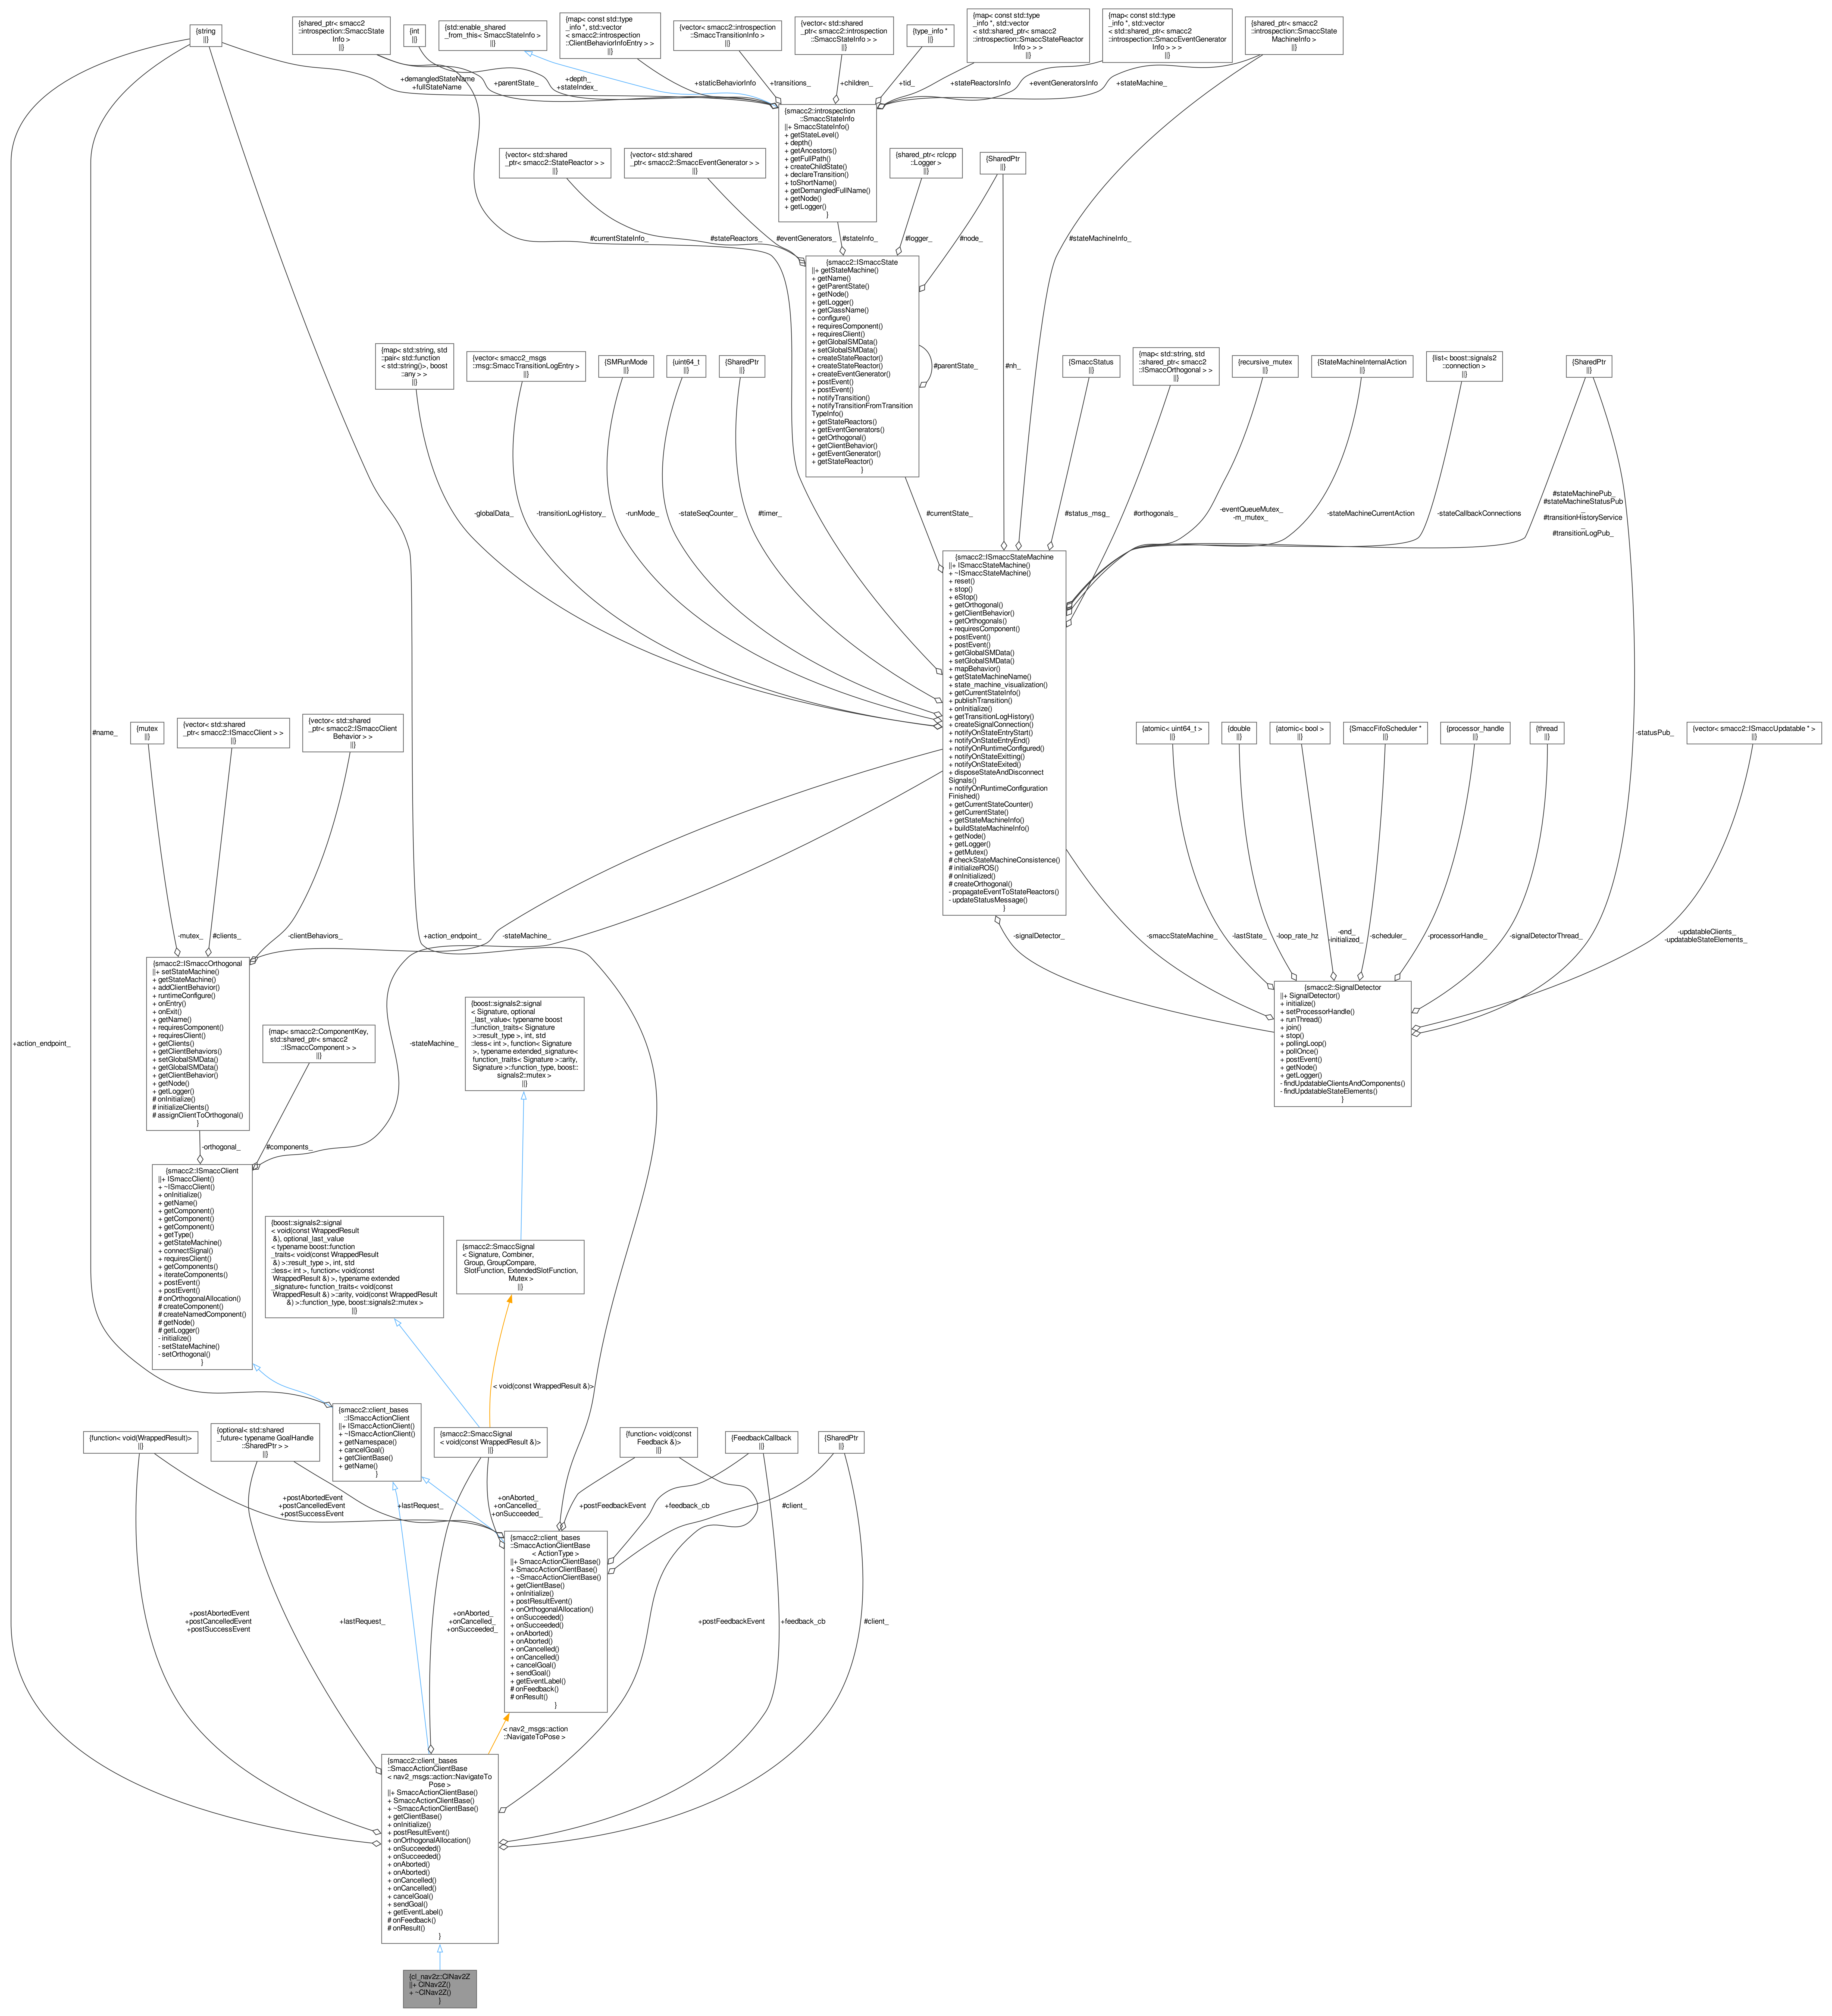 {string
||}
{shared_ptr< smacc2
::introspection::SmaccState
Info >
||}
{int
||}
{std::enable_shared
_from_this< SmaccStateInfo >
||}
{map< const std::type
_info *, std::vector
< smacc2::introspection
::ClientBehaviorInfoEntry > >
||}
{vector< smacc2::introspection
::SmaccTransitionInfo >
||}
{vector< std::shared
_ptr< smacc2::introspection
::SmaccStateInfo > >
||}
{type_info *
||}
{map< const std::type
_info *, std::vector
< std::shared_ptr< smacc2
::introspection::SmaccStateReactor
Info > > >
||}
{map< const std::type
_info *, std::vector
< std::shared_ptr< smacc2
::introspection::SmaccEventGenerator
Info > > >
||}
{shared_ptr< smacc2
::introspection::SmaccState
MachineInfo >
||}
+demangledStateName
+fullStateName
+parentState_
+depth_
+stateIndex_
+staticBehaviorInfo
+transitions_
+children_
+tid_
+stateReactorsInfo
+eventGeneratorsInfo
+stateMachine_
{smacc2::introspection
::SmaccStateInfo
||+ SmaccStateInfo()
+ getStateLevel()
+ depth()
+ getAncestors()
+ getFullPath()
+ createChildState()
+ declareTransition()
+ toShortName()
+ getDemangledFullName()
+ getNode()
+ getLogger()
}
{vector< std::shared
_ptr< smacc2::StateReactor > >
||}
{vector< std::shared
_ptr< smacc2::SmaccEventGenerator > >
||}
{shared_ptr< rclcpp
::Logger >
||}
{SharedPtr
||}
#currentStateInfo_
#stateReactors_
#eventGenerators_
#stateInfo_
#logger_
#node_
#stateMachineInfo_
{smacc2::ISmaccState
||+ getStateMachine()
+ getName()
+ getParentState()
+ getNode()
+ getLogger()
+ getClassName()
+ configure()
+ requiresComponent()
+ requiresClient()
+ getGlobalSMData()
+ setGlobalSMData()
+ createStateReactor()
+ createStateReactor()
+ createEventGenerator()
+ postEvent()
+ postEvent()
+ notifyTransition()
+ notifyTransitionFromTransition
TypeInfo()
+ getStateReactors()
+ getEventGenerators()
+ getOrthogonal()
+ getClientBehavior()
+ getEventGenerator()
+ getStateReactor()
}
#parentState_
#nh_
{map< std::string, std
::pair< std::function
< std::string()>, boost
::any > >
||}
{vector< smacc2_msgs
::msg::SmaccTransitionLogEntry >
||}
{SMRunMode
||}
{uint64_t
||}
{SharedPtr
||}
{SmaccStatus
||}
{map< std::string, std
::shared_ptr< smacc2
::ISmaccOrthogonal > >
||}
{recursive_mutex
||}
{StateMachineInternalAction
||}
{list< boost::signals2
::connection >
||}
{SharedPtr
||}
-globalData_
-transitionLogHistory_
-runMode_
-stateSeqCounter_
#timer_
#currentState_
#status_msg_
#orthogonals_
-eventQueueMutex_
-m_mutex_
-stateMachineCurrentAction
-stateCallbackConnections
#stateMachinePub_
#stateMachineStatusPub
_
#transitionHistoryService
_
#transitionLogPub_
{smacc2::ISmaccStateMachine
||+ ISmaccStateMachine()
+ ~ISmaccStateMachine()
+ reset()
+ stop()
+ eStop()
+ getOrthogonal()
+ getClientBehavior()
+ getOrthogonals()
+ requiresComponent()
+ postEvent()
+ postEvent()
+ getGlobalSMData()
+ setGlobalSMData()
+ mapBehavior()
+ getStateMachineName()
+ state_machine_visualization()
+ getCurrentStateInfo()
+ publishTransition()
+ onInitialize()
+ getTransitionLogHistory()
+ createSignalConnection()
+ notifyOnStateEntryStart()
+ notifyOnStateEntryEnd()
+ notifyOnRuntimeConfigured()
+ notifyOnStateExitting()
+ notifyOnStateExited()
+ disposeStateAndDisconnect
Signals()
+ notifyOnRuntimeConfiguration
Finished()
+ getCurrentStateCounter()
+ getCurrentState()
+ getStateMachineInfo()
+ buildStateMachineInfo()
+ getNode()
+ getLogger()
+ getMutex()
# checkStateMachineConsistence()
# initializeROS()
# onInitialized()
# createOrthogonal()
- propagateEventToStateReactors()
- updateStatusMessage()
}
#name_
{mutex
||}
{vector< std::shared
_ptr< smacc2::ISmaccClient > >
||}
{vector< std::shared
_ptr< smacc2::ISmaccClient
Behavior > >
||}
{atomic< uint64_t >
||}
{double
||}
{atomic< bool >
||}
{SmaccFifoScheduler *
||}
{processor_handle
||}
{thread
||}
{vector< smacc2::ISmaccUpdatable * >
||}
-statusPub_
-mutex_
#clients_
-clientBehaviors_
+action_endpoint_
-stateMachine_
-signalDetector_
-smaccStateMachine_
-lastState_
-loop_rate_hz
-end_
-initialized_
-scheduler_
-processorHandle_
-signalDetectorThread_
-updatableClients_
-updatableStateElements_
{smacc2::ISmaccOrthogonal
||+ setStateMachine()
+ getStateMachine()
+ addClientBehavior()
+ runtimeConfigure()
+ onEntry()
+ onExit()
+ getName()
+ requiresComponent()
+ requiresClient()
+ getClients()
+ getClientBehaviors()
+ setGlobalSMData()
+ getGlobalSMData()
+ getClientBehavior()
+ getNode()
+ getLogger()
# onInitialize()
# initializeClients()
# assignClientToOrthogonal()
}
{smacc2::SignalDetector
||+ SignalDetector()
+ initialize()
+ setProcessorHandle()
+ runThread()
+ join()
+ stop()
+ pollingLoop()
+ pollOnce()
+ postEvent()
+ getNode()
+ getLogger()
- findUpdatableClientsAndComponents()
- findUpdatableStateElements()
}
{map< smacc2::ComponentKey,
std::shared_ptr< smacc2
::ISmaccComponent > >
||}
{boost::signals2::signal
< Signature, optional
_last_value< typename boost
::function_traits< Signature
>::result_type >, int, std
::less< int >, function< Signature
>, typename extended_signature<
function_traits< Signature >::arity,
Signature >::function_type, boost::
signals2::mutex >
||}
+action_endpoint_
-stateMachine_
-orthogonal_
#components_
{smacc2::ISmaccClient
||+ ISmaccClient()
+ ~ISmaccClient()
+ onInitialize()
+ getName()
+ getComponent()
+ getComponent()
+ getComponent()
+ getType()
+ getStateMachine()
+ connectSignal()
+ requiresClient()
+ getComponents()
+ iterateComponents()
+ postEvent()
+ postEvent()
# onOrthogonalAllocation()
# createComponent()
# createNamedComponent()
# getNode()
# getLogger()
- initialize()
- setStateMachine()
- setOrthogonal()
}
{boost::signals2::signal
< void(const WrappedResult
&), optional_last_value
< typename boost::function
_traits< void(const WrappedResult
&) >::result_type >, int, std
::less< int >, function< void(const
WrappedResult &) >, typename extended
_signature< function_traits< void(const
WrappedResult &) >::arity, void(const WrappedResult
&) >::function_type, boost::signals2::mutex >
||}
{smacc2::SmaccSignal
< Signature, Combiner,
Group, GroupCompare,
SlotFunction, ExtendedSlotFunction,
Mutex >
||}
< void(const WrappedResult &)>
{function< void(WrappedResult)>
||}
{optional< std::shared
_future< typename GoalHandle
::SharedPtr > >
||}
{smacc2::client_bases
::ISmaccActionClient
||+ ISmaccActionClient()
+ ~ISmaccActionClient()
+ getNamespace()
+ cancelGoal()
+ getClientBase()
+ getName()
}
{smacc2::SmaccSignal
< void(const WrappedResult &)>
||}
{function< void(const
Feedback &)>
||}
{FeedbackCallback
||}
{SharedPtr
||}
+postAbortedEvent
+postCancelledEvent
+postSuccessEvent
+lastRequest_
+onAborted_
+onCancelled_
+onSucceeded_
+postFeedbackEvent
+feedback_cb
#client_
{smacc2::client_bases
::SmaccActionClientBase
< ActionType >
||+ SmaccActionClientBase()
+ SmaccActionClientBase()
+ ~SmaccActionClientBase()
+ getClientBase()
+ onInitialize()
+ postResultEvent()
+ onOrthogonalAllocation()
+ onSucceeded()
+ onSucceeded()
+ onAborted()
+ onAborted()
+ onCancelled()
+ onCancelled()
+ cancelGoal()
+ sendGoal()
+ getEventLabel()
# onFeedback()
# onResult()
}
+postAbortedEvent
+postCancelledEvent
+postSuccessEvent
+lastRequest_
+onAborted_
+onCancelled_
+onSucceeded_
+postFeedbackEvent
+feedback_cb
#client_
< nav2_msgs::action
::NavigateToPose >
{smacc2::client_bases
::SmaccActionClientBase
< nav2_msgs::action::NavigateTo
Pose >
||+ SmaccActionClientBase()
+ SmaccActionClientBase()
+ ~SmaccActionClientBase()
+ getClientBase()
+ onInitialize()
+ postResultEvent()
+ onOrthogonalAllocation()
+ onSucceeded()
+ onSucceeded()
+ onAborted()
+ onAborted()
+ onCancelled()
+ onCancelled()
+ cancelGoal()
+ sendGoal()
+ getEventLabel()
# onFeedback()
# onResult()
}
{cl_nav2z::ClNav2Z
||+ ClNav2Z()
+ ~ClNav2Z()
}